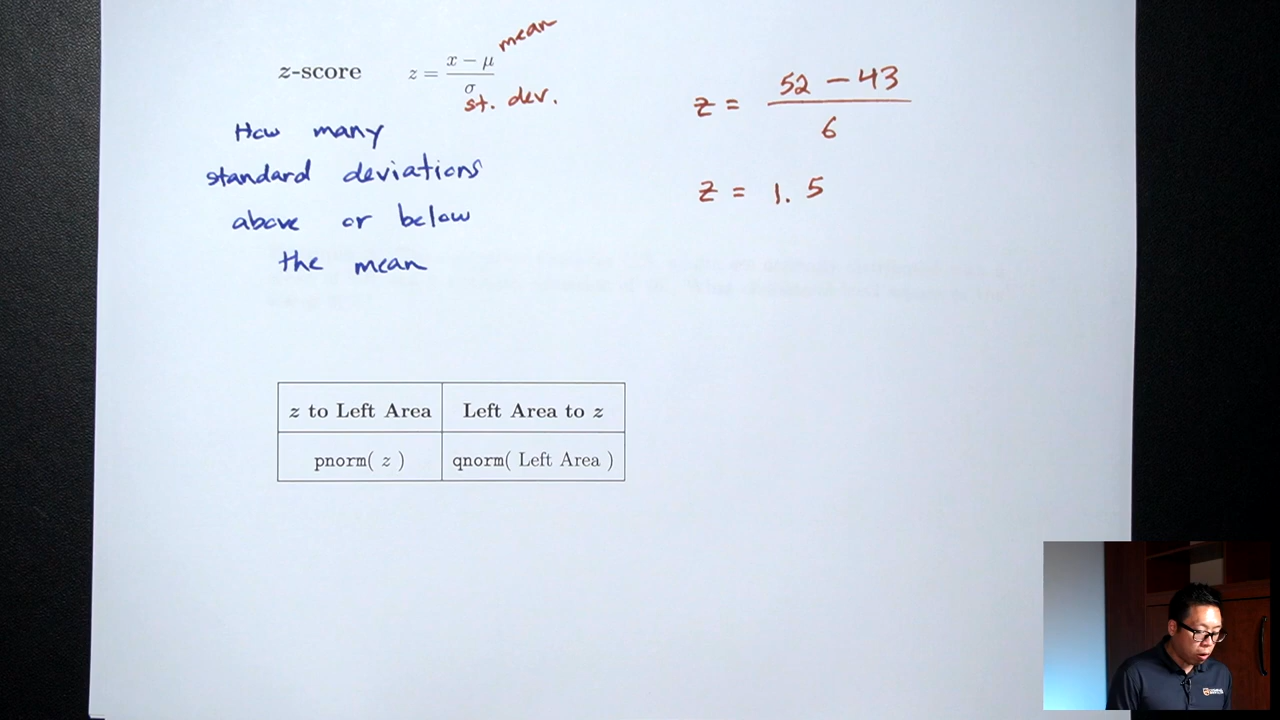 z-score z = x − μ / σ
mean
st. dev.
How many
standard deviations
above or below
the mean
z = 52 − 43 / 6
z = 1.5
z to Left Area Left Area to z
pnorm( z ) qnorm( Left Area )